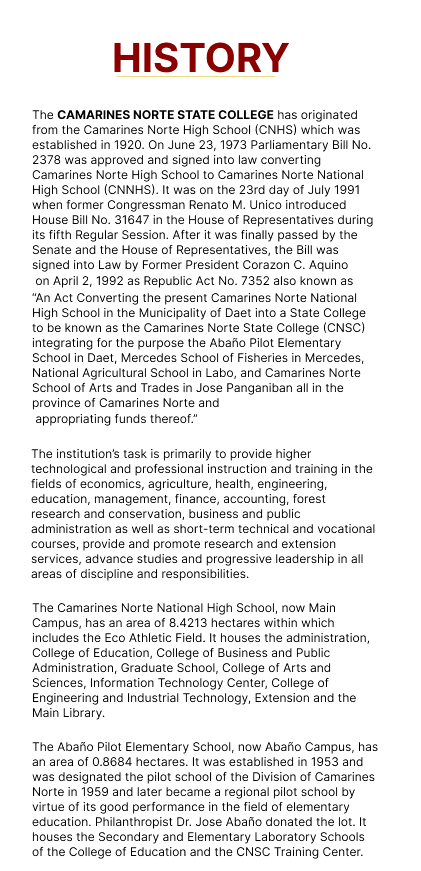 HISTORY
The CAMARINES NORTE STATE COLLEGE has originated
from the Camarines Norte High School (CNHS) which was
established in 1920. On June 23, 1973 Parliamentary Bill No.
2378 was approved and signed into law converting
Camarines Norte High School to Camarines Norte National
High School (CNNHS). It was on the 23rd day of July 1991
when former Congressman Renato M. Unico introduced
House Bill No. 31647 in the House of Representatives during
its fifth Regular Session. After it was finally passed by the
Senate and the House of Representatives, the Bill was
signed into Law by Former President Corazon C. Aquino
on April 2, 1992 as Republic Act No. 7352 also known as
“An Act Converting the present Camarines Norte National
High School in the Municipality of Daet into a State College
to be known as the Camarines Norte State College (CNSC)
integrating for the purpose the Abaño Pilot Elementary
School in Daet, Mercedes School of Fisheries in Mercedes,
National Agricultural School in Labo, and Camarines Norte
School of Arts and Trades in Jose Panganiban all in the
province of Camarines Norte and
appropriating funds thereof.”
The institution’s task is primarily to provide higher
technological and professional instruction and training in the
fields of economics, agriculture, health, engineering,
education, management, finance, accounting, forest
research and conservation, business and public
administration as well as short-term technical and vocational
courses, provide and promote research and extension
services, advance studies and progressive leadership in all
areas of discipline and responsibilities.
The Camarines Norte National High School, now Main
Campus, has an area of 8.4213 hectares within which
includes the Eco Athletic Field. It houses the administration,
College of Education, College of Business and Public
Administration, Graduate School, College of Arts and
Sciences, Information Technology Center, College of
Engineering and Industrial Technology, Extension and the
Main Library.
The Abaño Pilot Elementary School, now Abaño Campus, has
an area of 0.8684 hectares. It was established in 1953 and
was designated the pilot school of the Division of Camarines
Norte in 1959 and later became a regional pilot school by
virtue of its good performance in the field of elementary
education. Philanthropist Dr. Jose Abaño donated the lot. It
houses the Secondary and Elementary Laboratory Schools
of the College of Education and the CNSC Training Center.